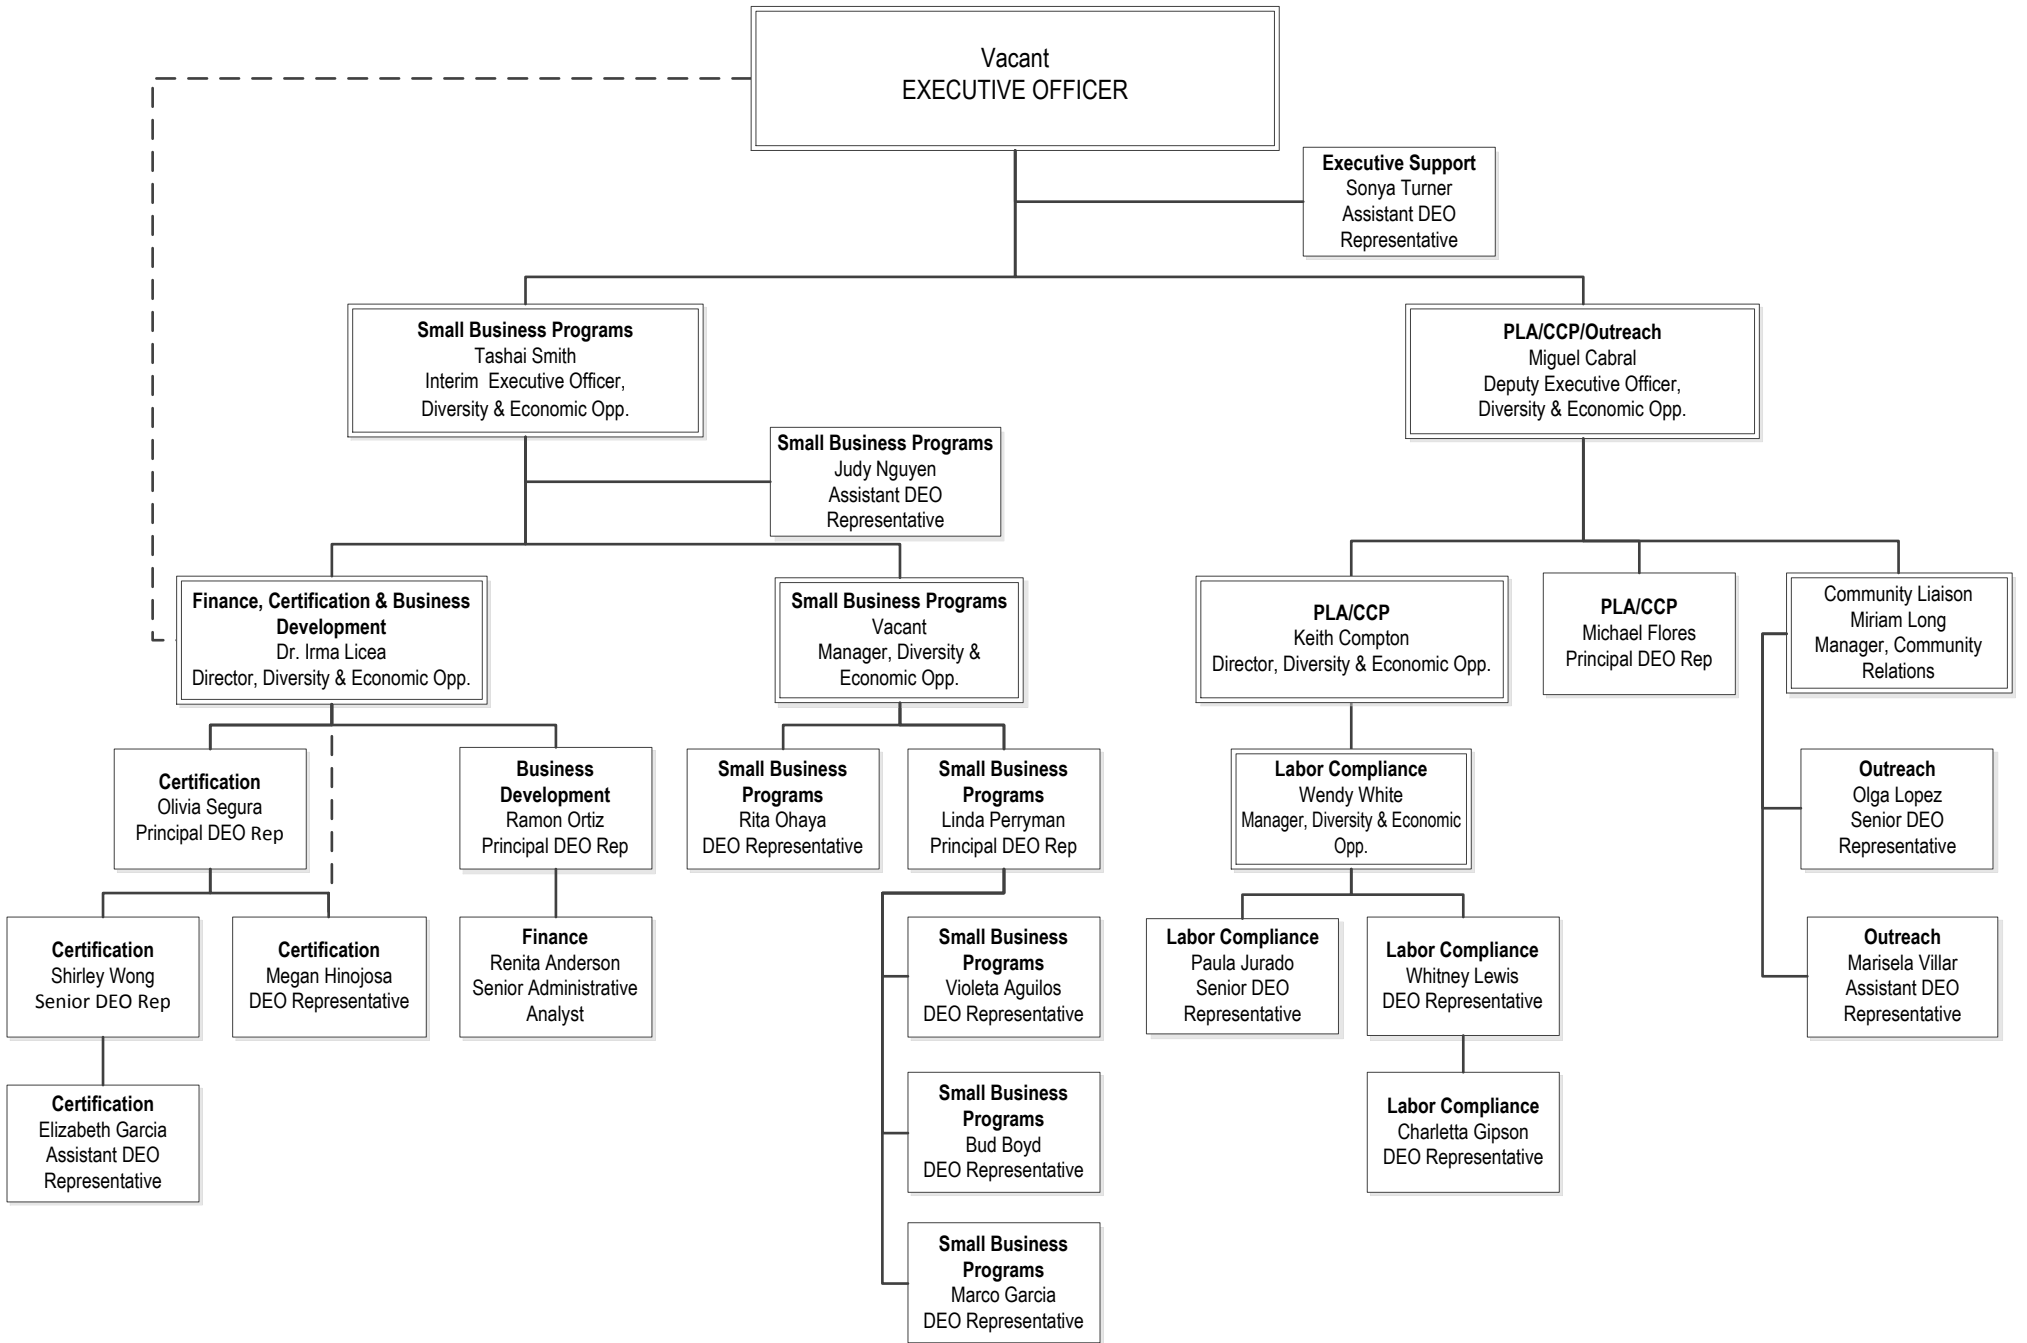 Vacant
EXECUTIVE OFFICER
Executive Support
Sonya Turner
Assistant DEO
Representative
Small Business Programs
Tashai Smith
Interim Executive Officer,
Diversity & Economic Opp.
PLA/CCP/Outreach
Miguel Cabral
Deputy Executive Officer,
Diversity & Economic Opp.
Small Business Programs
Judy Nguyen
Assistant DEO
Representative
Finance, Certification & Business
Development
Dr. Irma Licea
Director, Diversity & Economic Opp.
Small Business Programs
Vacant
Manager, Diversity &
Economic Opp.
PLA/CCP
Keith Compton
Director, Diversity & Economic Opp.
PLA/CCP
Michael Flores
Principal DEO Rep
Community Liaison
Miriam Long
Manager, Community
Relations
Certification
Olivia Segura
Principal DEO Rep
Business
Development
Ramon Ortiz
Principal DEO Rep
Small Business
Programs
Rita Ohaya
DEO Representative
Small Business
Programs
Linda Perryman
Principal DEO Rep
Labor Compliance
Wendy White
Manager, Diversity & Economic
Opp.
Outreach
Olga Lopez
Senior DEO
Representative
Certification
Shirley Wong
Senior DEO Rep
Certification
Megan Hinojosa
DEO Representative
Finance
Renita Anderson
Senior Administrative
Analyst
Small Business
Programs
Violeta Aguilos
DEO Representative
Labor Compliance
Paula Jurado
Senior DEO
Representative
Labor Compliance
Whitney Lewis
DEO Representative
Outreach
Marisela Villar
Assistant DEO
Representative
Certification
Elizabeth Garcia
Assistant DEO
Representative
Small Business
Programs
Bud Boyd
DEO Representative
Labor Compliance
Charletta Gipson
DEO Representative
Small Business
Programs
Marco Garcia
DEO Representative